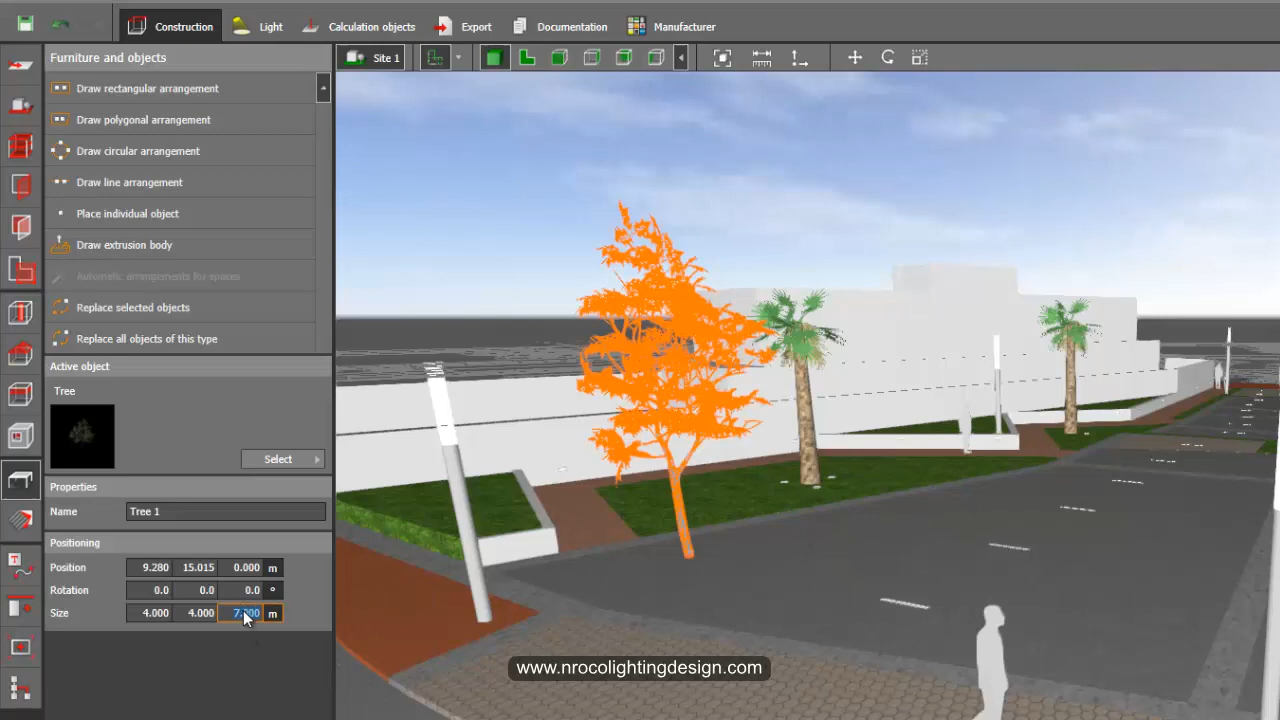 Construction
Light
Calculation objects
Export
Documentation
Manufacturer
Furniture and objects
Site 1
Draw rectangular arrangement
Draw polygonal arrangement
Draw circular arrangement
Draw line arrangement
Place individual object
Draw extrusion body
Automatic arrangements for spaces
Replace selected objects
Replace all objects of this type
Active object
Tree
Select
Properties
Name Tree 1
Positioning
Position 9.280 15.015 0.000 m
Rotation 0.0 0.0 0.0 °
Size 4.000 4.000 m
www.nrocolightingdesign.com